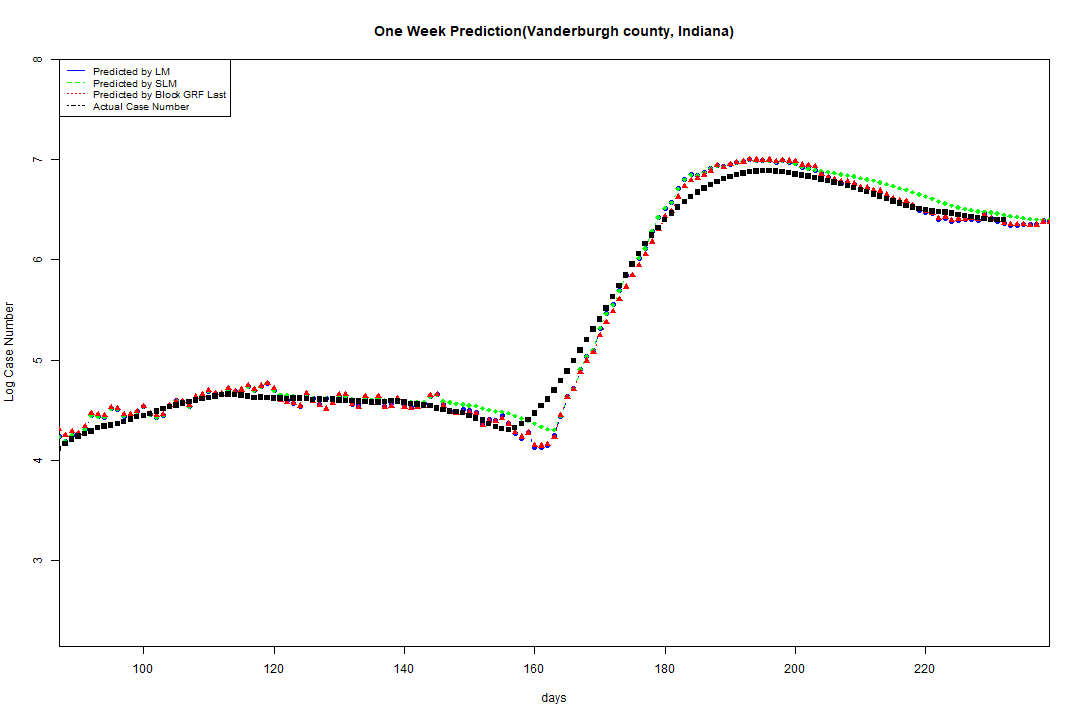 One Week Prediction(Vanderburgh county, Indiana)
Predicted by LM
Predicted by SLM
Predicted by Block GRF Last
Actual Case Number
8
7
6
5
4
3
Log Case Number
100 120 140 160 180 200 220
days